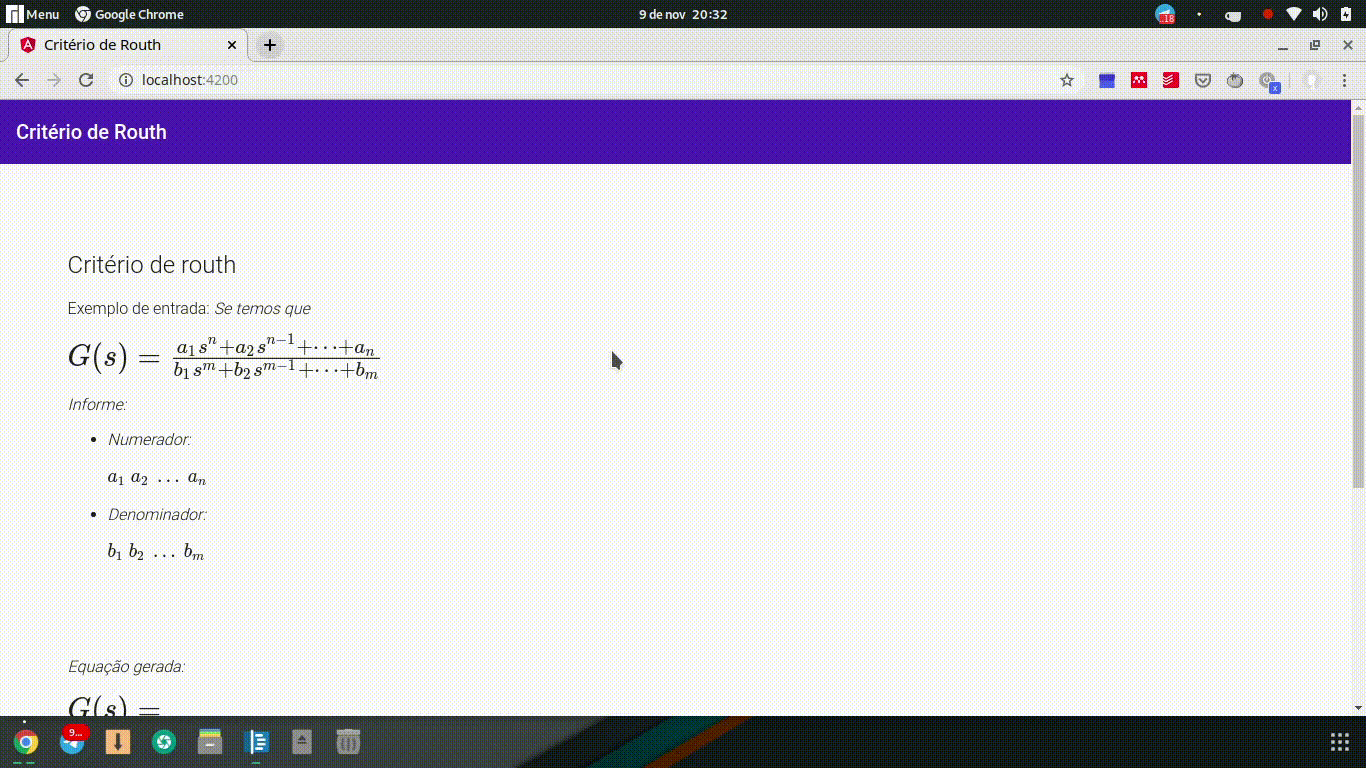 Menu Google Chrome 9 de nov 20:32 18
Critério de Routh
localhost:4200
Critério de Routh
Critério de routh
Exemplo de entrada: Se temos que
G(s) = \frac{a_1 s^n + a_2 s^{n-1} + \cdots + a_n}{b_1 s^m + b_2 s^{m-1} + \cdots + b_m}
Informe:
• Numerador:
a_1 a_2 … a_n
• Denominador:
b_1 b_2 … b_m
Equação gerada:
G(s) =
9...